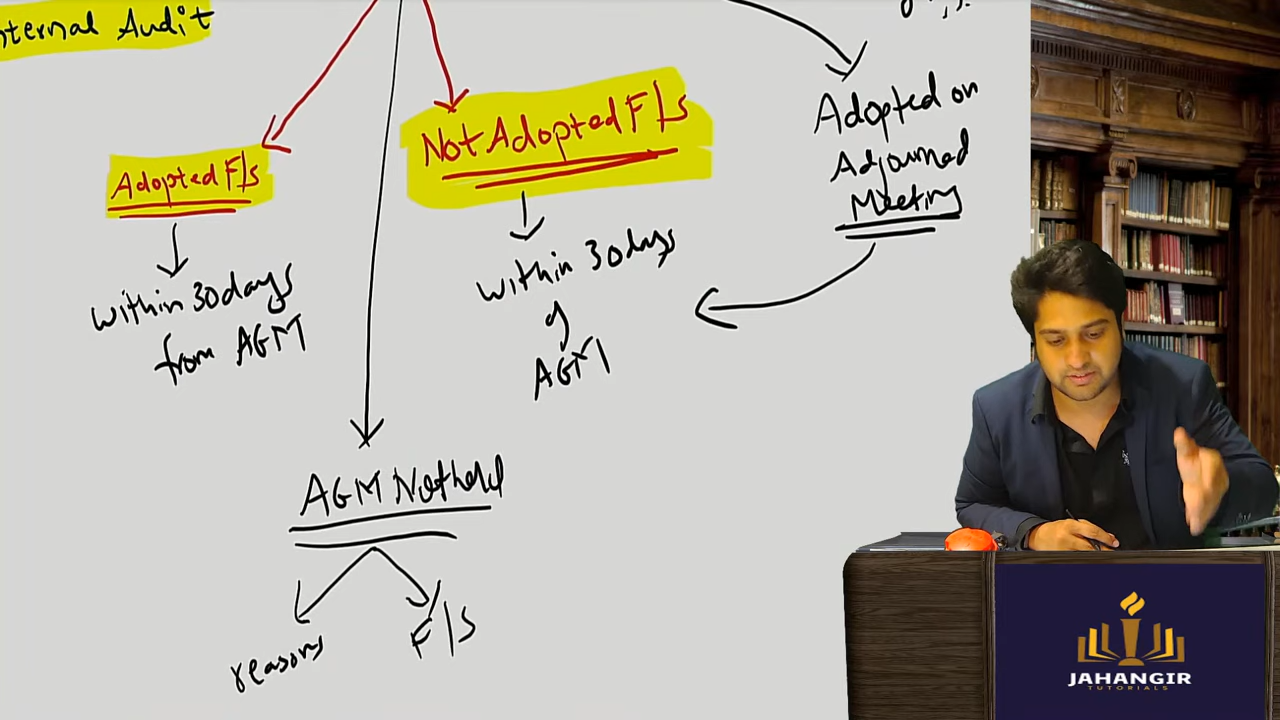 nternal Audit
Adopted F/s
within 30 days
from AGM
Not Adopted F/s
within 30 days
of
AGM
Adopted on
Adjourned
Meeting
AGM Not held
reasons
F/S
JAHANGIR
TUTORIALS